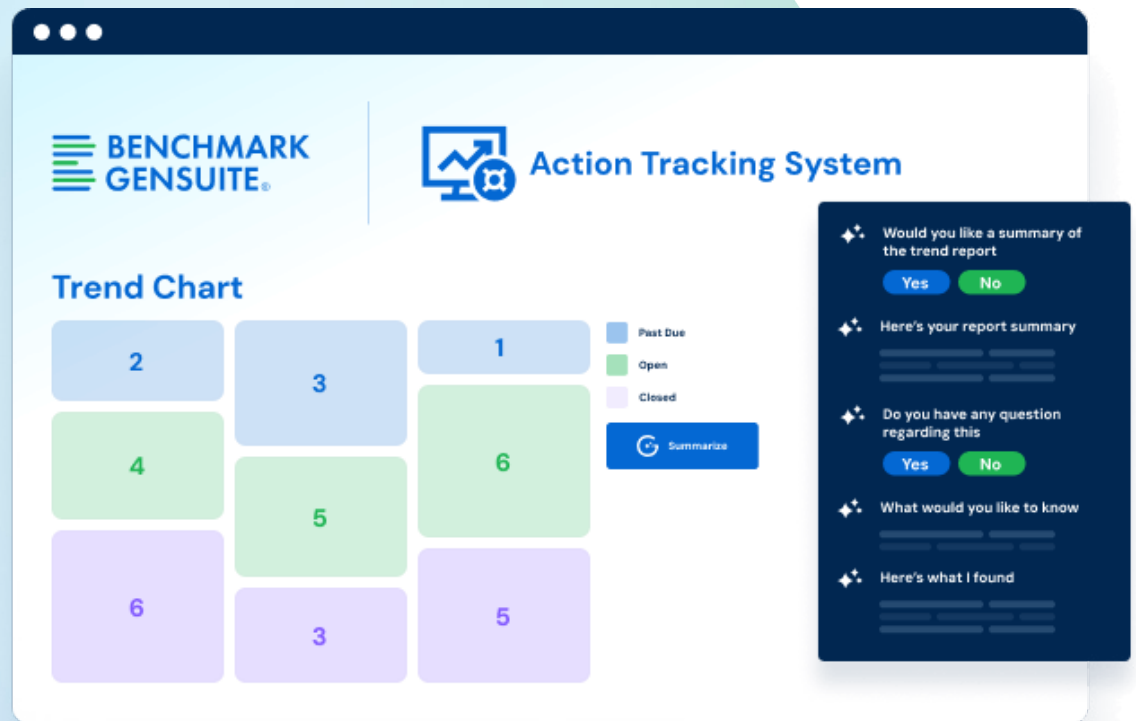 BENCHMARK
GENSUITE®
Action Tracking System
Trend Chart
2
4
6
3
5
3
1
6
5
Past Due
Open
Closed
Summarize
Would you like a summary of
the trend report
Yes No
Here's your report summary
Do you have any question
regarding this
Yes No
What would you like to know
Here's what I found